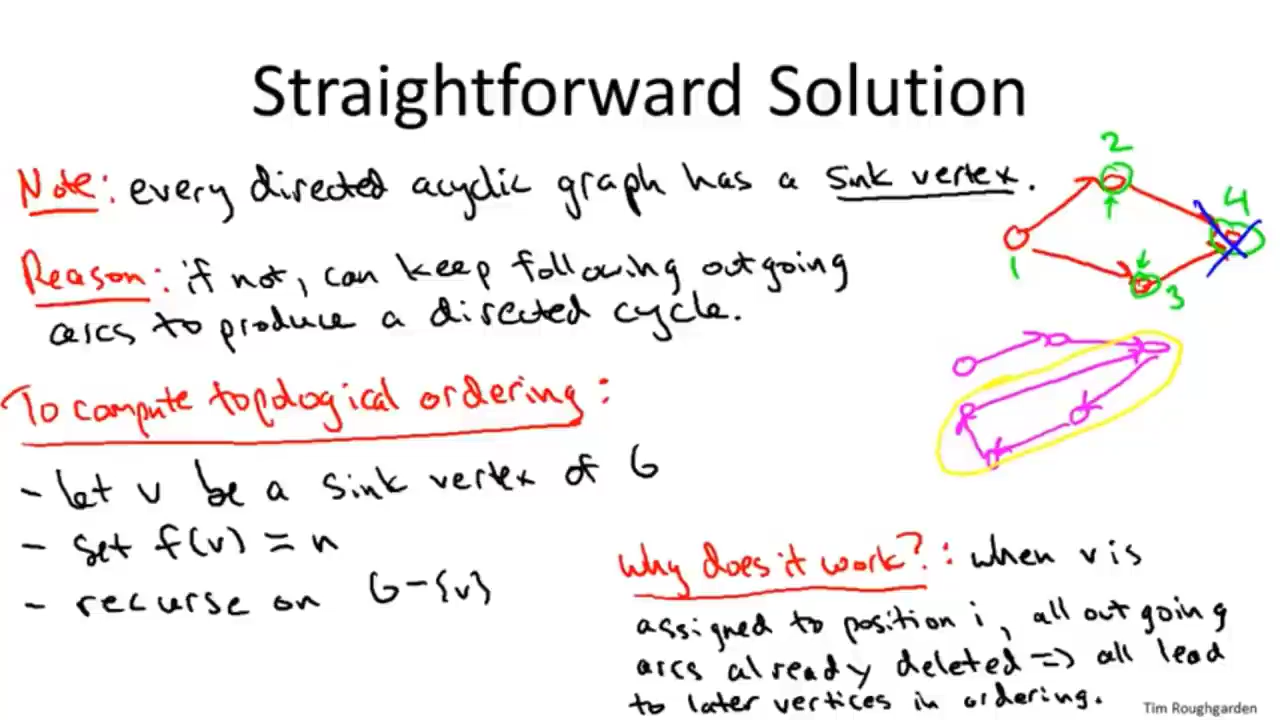 Straightforward Solution
Note: every directed acyclic graph has a sink vertex.
Reason: if not, can keep following outgoing
arcs to produce a directed cycle.
To compute topological ordering:
- let v be a sink vertex of G
- set f(v) = n
- recurse on G-{v}
2
4
1
3
Why does it work?: when v is
assigned to position i, all outgoing
arcs already deleted => all lead
to later vertices in ordering.
Tim Roughgarden